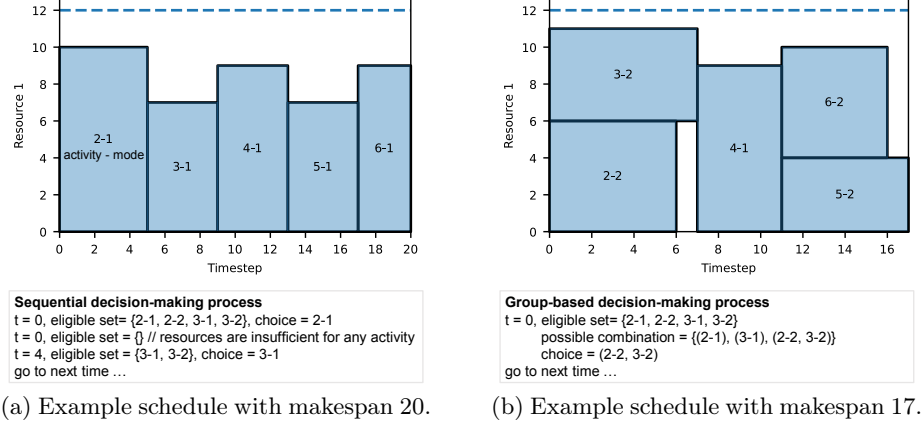 12
10
8
6
4
2
0
Resource 1
2-1
activity - mode
3-1
4-1
5-1
6-1
0 2 4 6 8 10 12 14 16 18 20
Timestep
Sequential decision-making process
t = 0, eligible set= {2-1, 2-2, 3-1, 3-2}, choice = 2-1
t = 0, eligible set = {} // resources are insufficient for any activity
t = 4, eligible set = {3-1, 3-2}, choice = 3-1
go to next time ...
(a) Example schedule with makespan 20.
12
10
8
6
4
2
0
Resource 1
3-2
2-2
4-1
6-2
5-2
0 2 4 6 8 10 12 14 16
Timestep
Group-based decision-making process
t = 0, eligible set= {2-1, 2-2, 3-1, 3-2}
possible combination = {(2-1), (3-1), (2-2, 3-2)}
choice = (2-2, 3-2)
go to next time ...
(b) Example schedule with makespan 17.